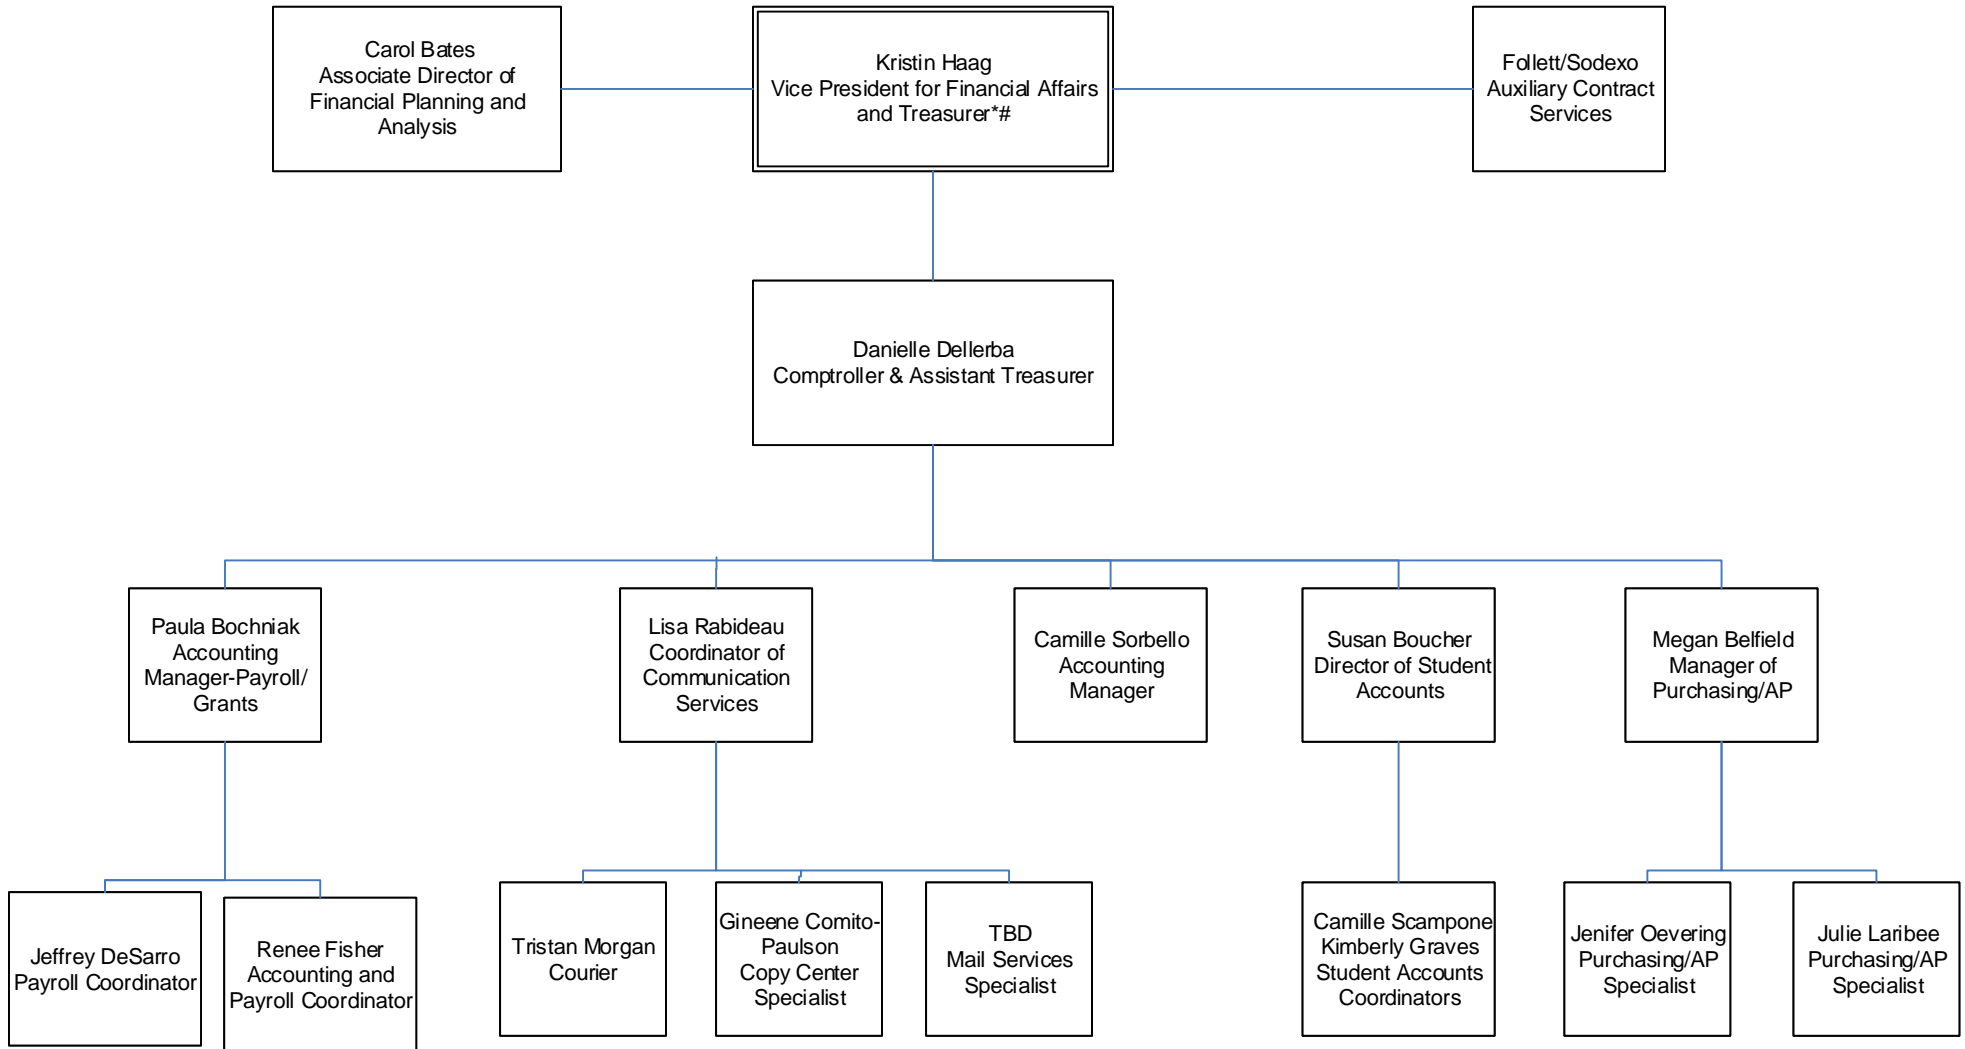 Carol Bates
Associate Director of
Financial Planning and
Analysis
Kristin Haag
Vice President for Financial Affairs
and Treasurer*#
Follett/Sodexo
Auxiliary Contract
Services
Danielle Dellerba
Comptroller & Assistant Treasurer
Paula Bochniak
Accounting
Manager-Payroll/
Grants
Lisa Rabideau
Coordinator of
Communication
Services
Camille Sorbello
Accounting
Manager
Susan Boucher
Director of Student
Accounts
Megan Belfield
Manager of
Purchasing/AP
Jeffrey DeSarro
Payroll Coordinator
Renee Fisher
Accounting and
Payroll Coordinator
Tristan Morgan
Courier
Gineene Comito-
Paulson
Copy Center
Specialist
TBD
Mail Services
Specialist
Camille Scampone
Kimberly Graves
Student Accounts
Coordinators
Jenifer Oevering
Purchasing/AP
Specialist
Julie Laribee
Purchasing/AP
Specialist